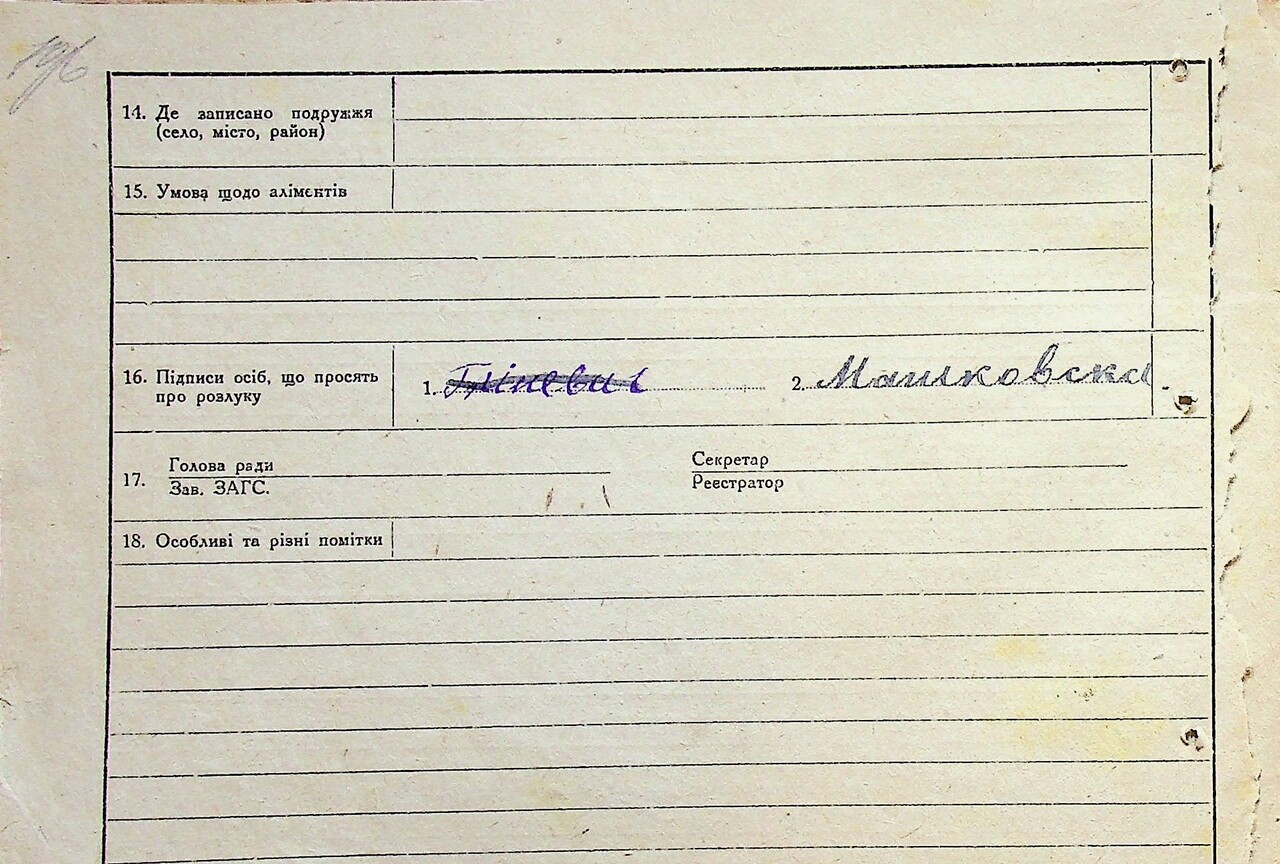 196
14. Де записано подружжя
(село, місто, район)
15. Умова щодо аліментів
16. Підписи осіб, що просять
про розлуку
1. 2. Машковска
17. Голова ради Секретар
Зав. ЗАГС. Реєстратор
18. Особливі та різні помітки